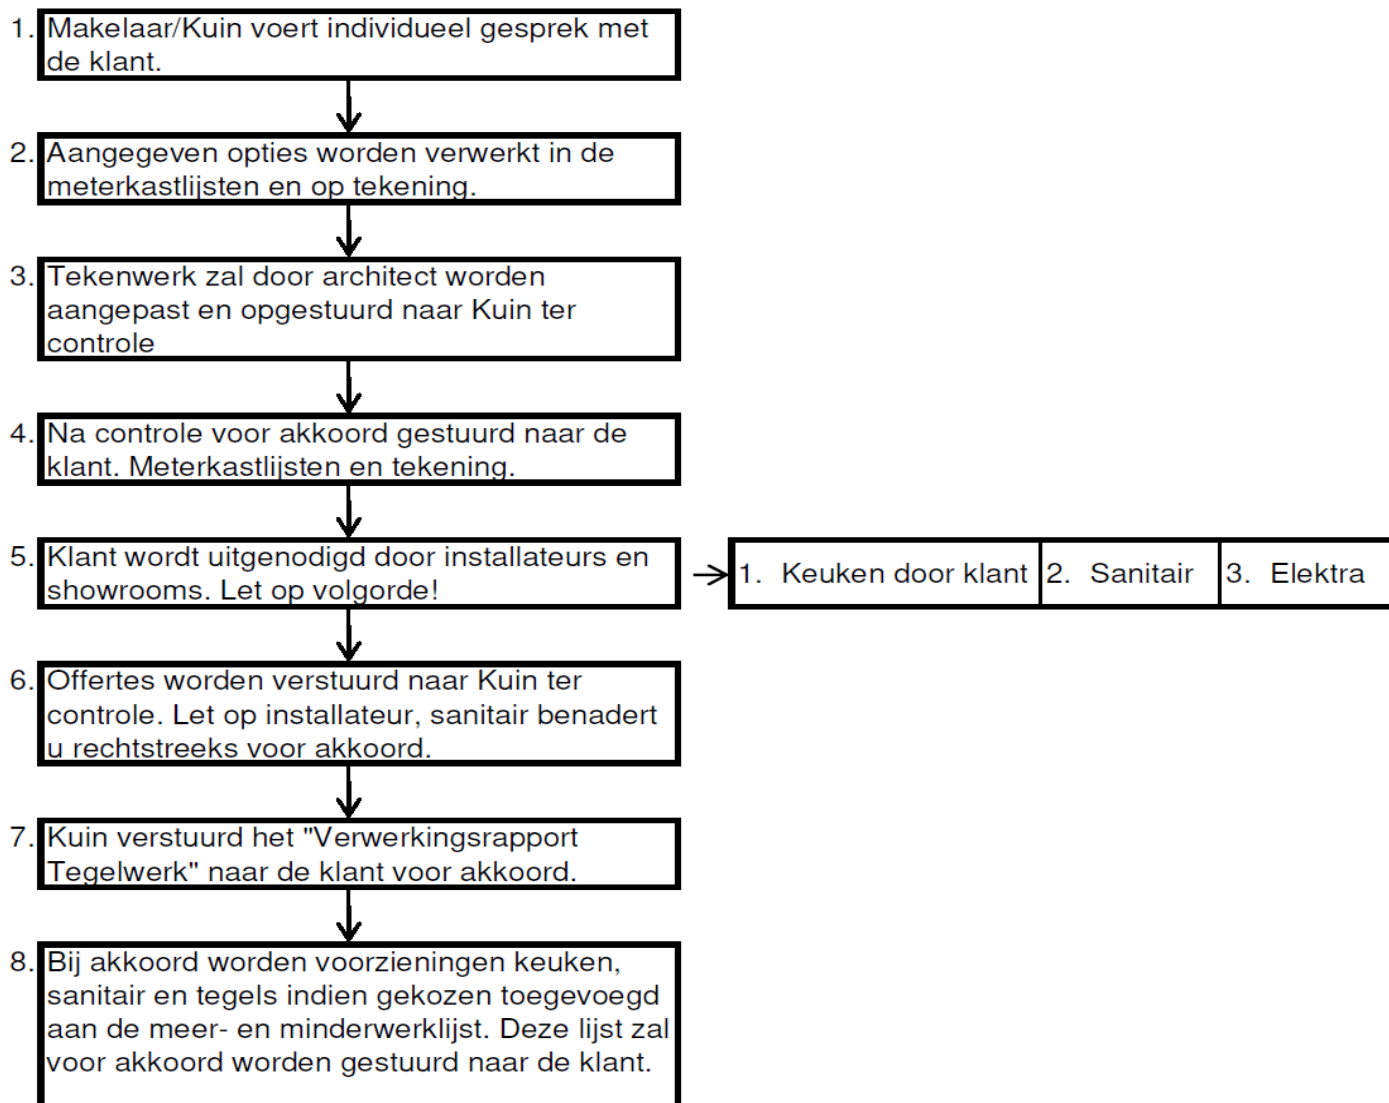 1. Makelaar/Kuin voert individueel gesprek met
de klant.
2. Aangegeven opties worden verwerkt in de
meterkastlijsten en op tekening.
3. Tekenwerk zal door architect worden
aangepast en opgestuurd naar Kuin ter
controle
4. Na controle voor akkoord gestuurd naar de
klant. Meterkastlijsten en tekening.
5. Klant wordt uitgenodigd door installateurs en
showrooms. Let op volgorde!
1. Keuken door klant 2. Sanitair 3. Elektra
6. Offertes worden verstuurd naar Kuin ter
controle. Let op installateur, sanitair benadert
u rechtstreeks voor akkoord.
7. Kuin verstuurd het "Verwerkingsrapport
Tegelwerk" naar de klant voor akkoord.
8. Bij akkoord worden voorzieningen keuken,
sanitair en tegels indien gekozen toegevoegd
aan de meer- en minderwerklijst. Deze lijst zal
voor akkoord worden gestuurd naar de klant.